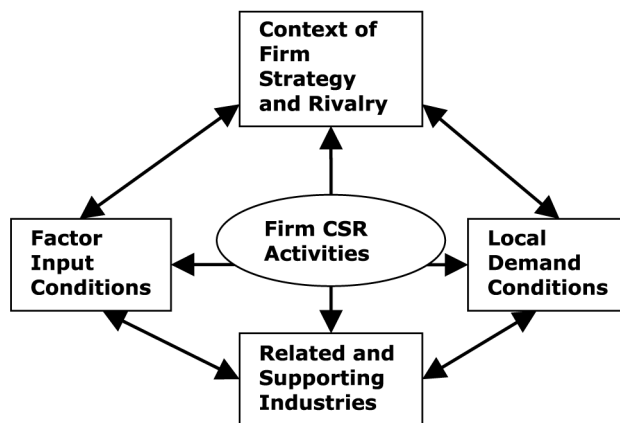 Context of
Firm
Strategy
and Rivalry
Firm CSR
Activities
Factor
Input
Conditions
Local
Demand
Conditions
Related and
Supporting
Industries